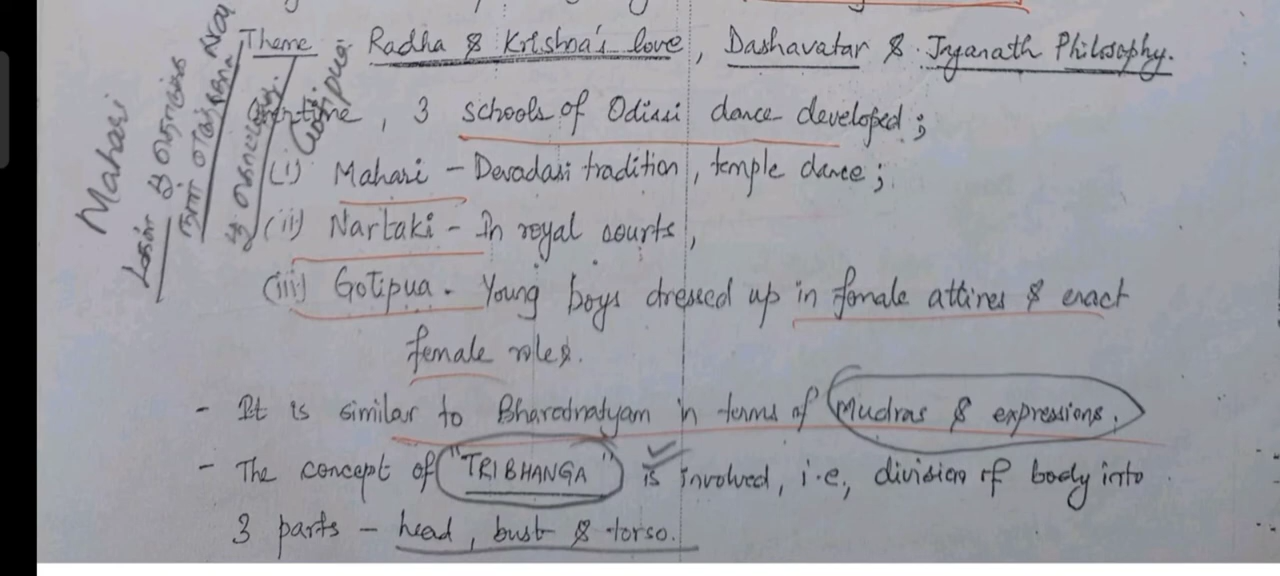 Theme Radha & Krishna's love, Dashavatar & Jaganath Philosophy.
time, 3 schools of Odissi dance developed;
(i) Mahari - Devadasi tradition, temple dance;
(ii) Nartaki - In royal courts,
(iii) Gotipua - Young boys dressed up in female attires & enact
female roles.
- It is similar to Bharatnatyam in terms of Mudras & expressions.
- The concept of "TRIBHANGA" is involved, i.e., division of body into
3 parts - head, bust & torso.
Mahari